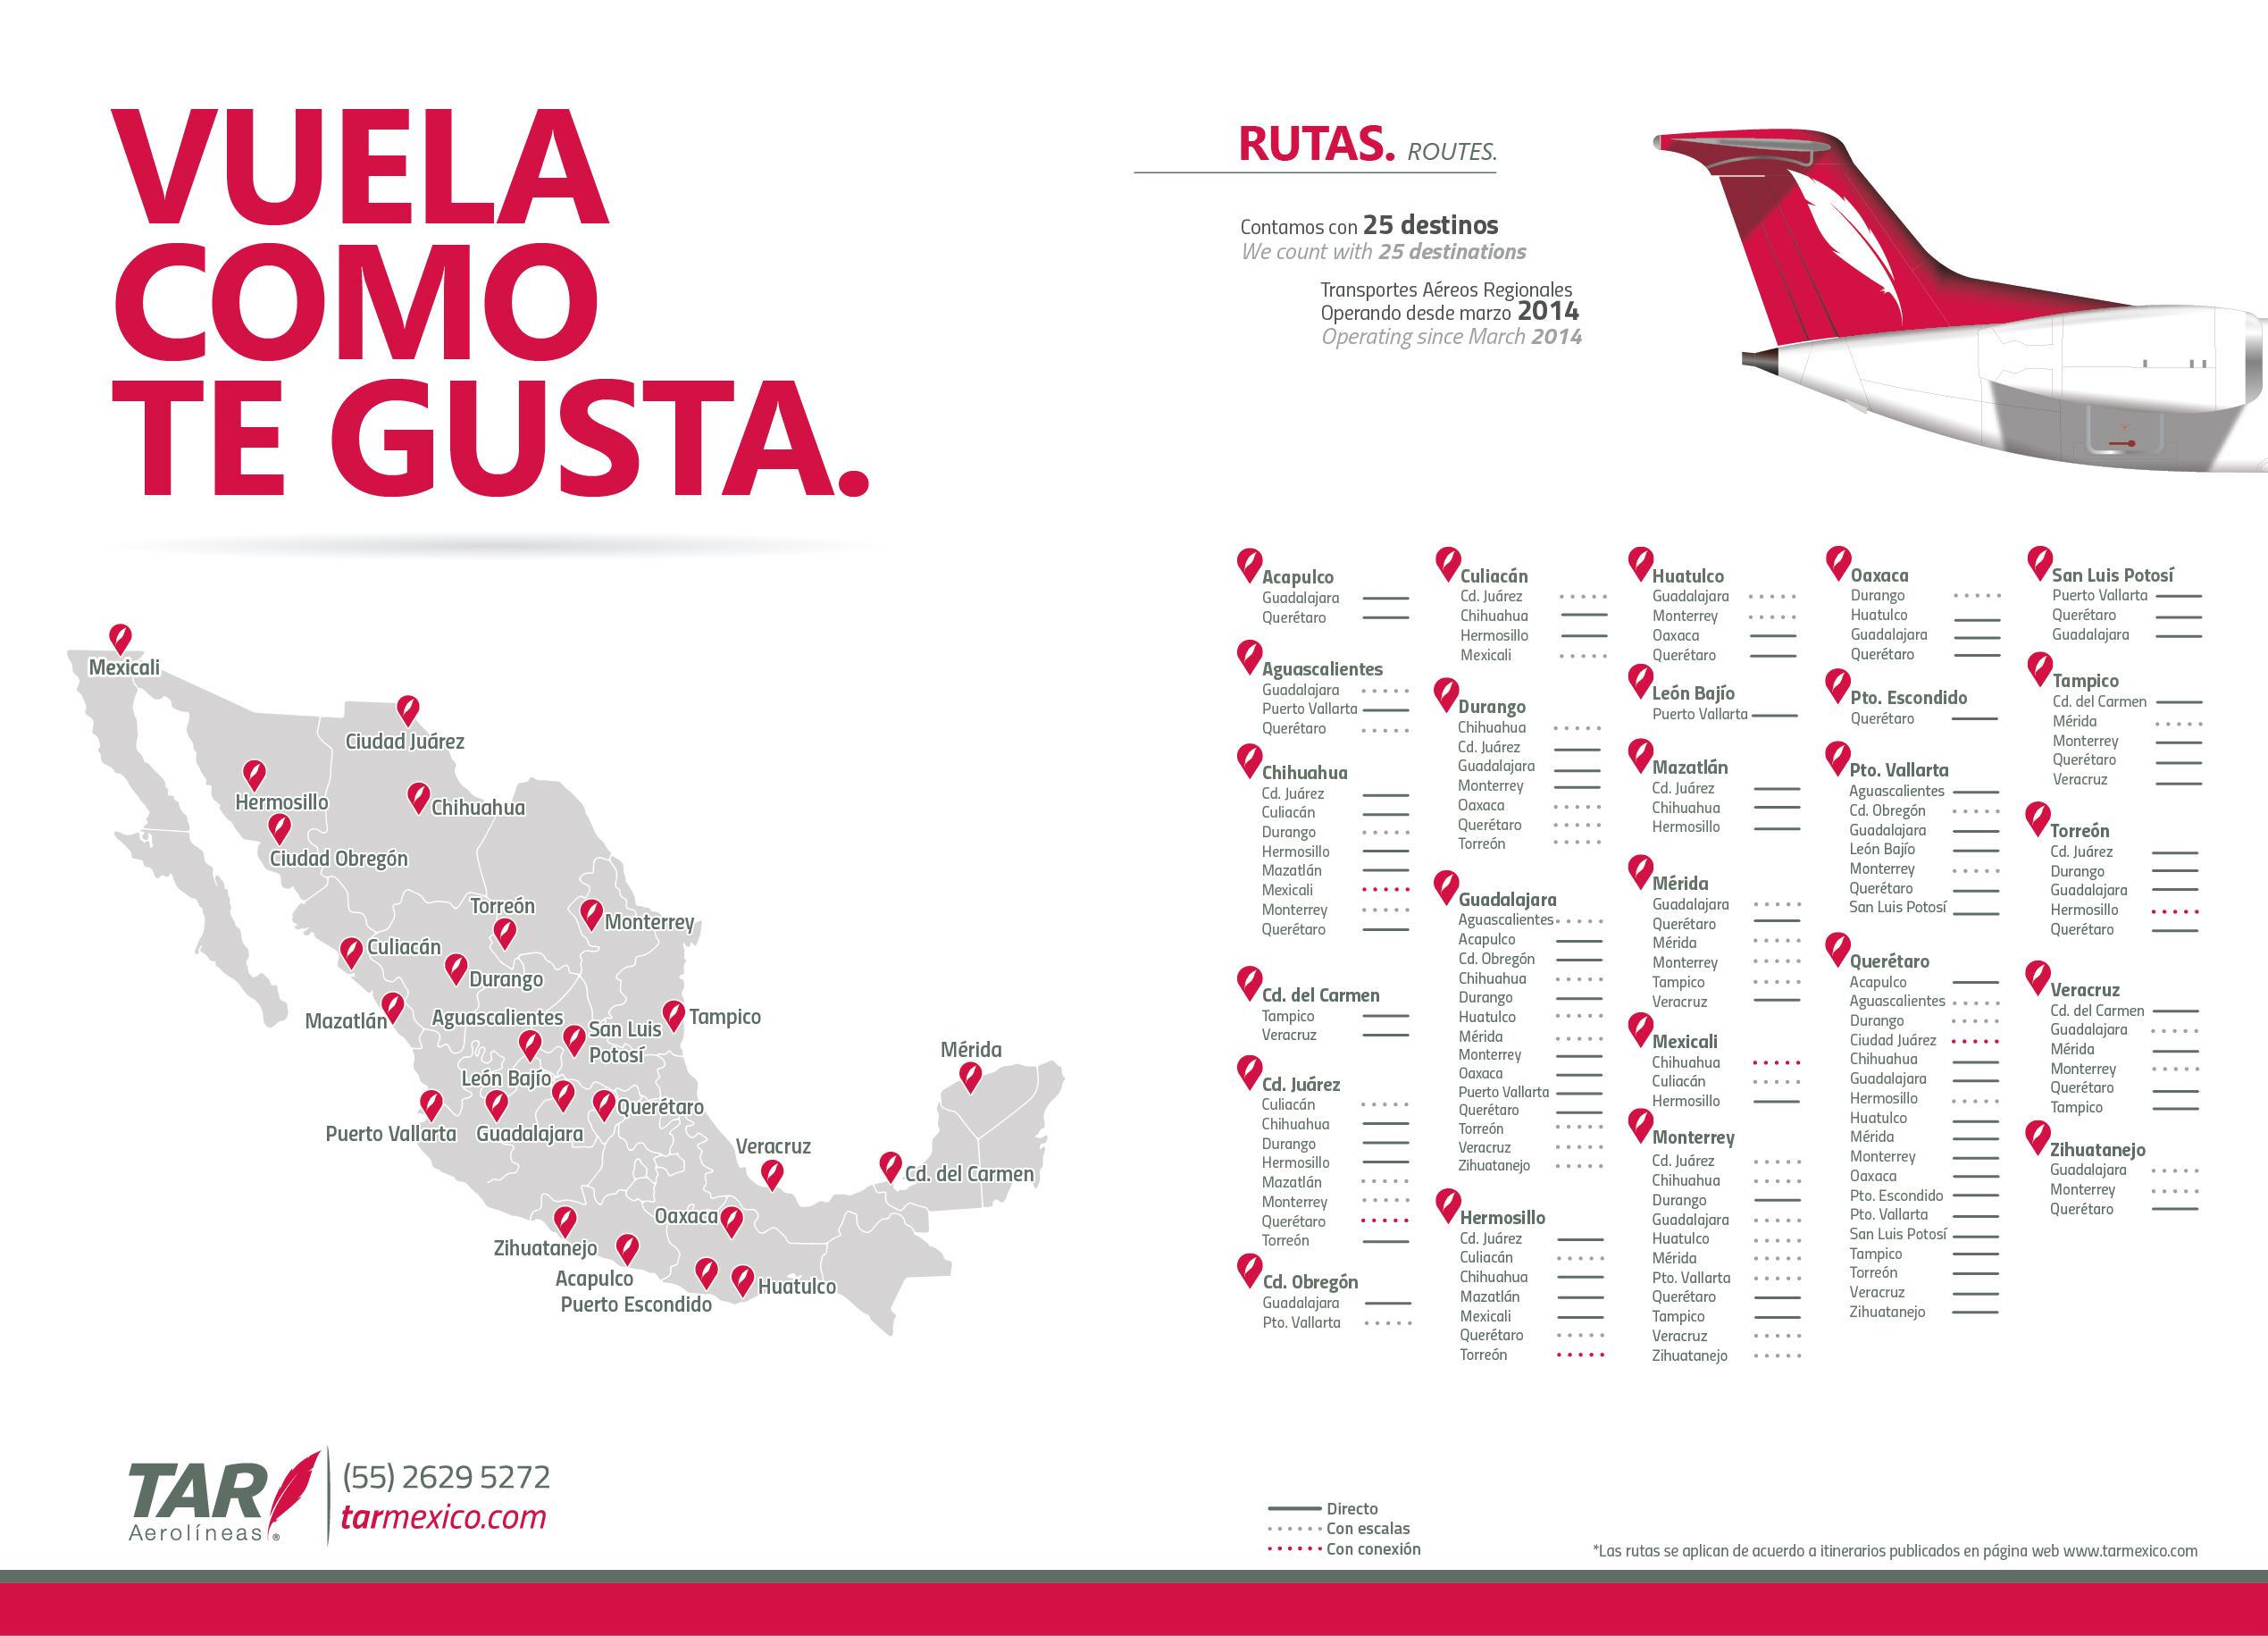 VUELA
COMO
TE GUSTA.
RUTAS. ROUTES.
Contamos con 25 destinos
We count with 25 destinations
Transportes Aéreos Regionales
Operando desde marzo 2014
Operating since March 2014
Mexicali
Ciudad Juárez
Hermosillo
Chihuahua
Ciudad Obregón
Torreón
Monterrey
Culiacán
Durango
Mazatlán
Aguascalientes
San Luis
Potosí
Tampico
León Bajío
Mérida
Querétaro
Puerto Vallarta
Guadalajara
Veracruz
Cd. del Carmen
Oaxaca
Zihuatanejo
Acapulco
Huatulco
Puerto Escondido
Acapulco
Guadalajara
Querétaro
Aguascalientes
Guadalajara
Puerto Vallarta
Querétaro
Chihuahua
Cd. Juárez
Culiacán
Durango
Hermosillo
Mazatlán
Mexicali
Monterrey
Querétaro
Cd. del Carmen
Tampico
Veracruz
Cd. Juárez
Culiacán
Chihuahua
Durango
Hermosillo
Mazatlán
Monterrey
Querétaro
Torreón
Cd. Obregón
Guadalajara
Pto. Vallarta
Culiacán
Cd. Juárez
Chihuahua
Hermosillo
Mexicali
Durango
Chihuahua
Cd. Juárez
Guadalajara
Monterrey
Oaxaca
Querétaro
Torreón
Guadalajara
Aguascalientes
Acapulco
Cd. Obregón
Chihuahua
Durango
Huatulco
Mérida
Monterrey
Oaxaca
Puerto Vallarta
Querétaro
Torreón
Veracruz
Zihuatanejo
Hermosillo
Cd. Juárez
Culiacán
Chihuahua
Mazatlán
Mexicali
Querétaro
Torreón
Huatulco
Guadalajara
Monterrey
Oaxaca
Querétaro
León Bajío
Puerto Vallarta
Mazatlán
Cd. Juárez
Chihuahua
Hermosillo
Mérida
Guadalajara
Querétaro
Mérida
Monterrey
Tampico
Veracruz
Mexicali
Chihuahua
Culiacán
Hermosillo
Monterrey
Cd. Juárez
Chihuahua
Durango
Guadalajara
Huatulco
Mérida
Pto. Vallarta
Querétaro
Tampico
Veracruz
Zihuatanejo
Oaxaca
Durango
Huatulco
Guadalajara
Querétaro
Pto. Escondido
Querétaro
Pto. Vallarta
Aguascalientes
Cd. Obregón
Guadalajara
León Bajío
Monterrey
Querétaro
San Luis Potosí
Querétaro
Acapulco
Aguascalientes
Durango
Ciudad Juárez
Chihuahua
Guadalajara
Hermosillo
Huatulco
Mérida
Monterrey
Oaxaca
Pto. Escondido
Pto. Vallarta
San Luis Potosí
Tampico
Torreón
Veracruz
Zihuatanejo
San Luis Potosí
Puerto Vallarta
Querétaro
Guadalajara
Tampico
Cd. del Carmen
Mérida
Monterrey
Querétaro
Veracruz
Torreón
Cd. Juárez
Durango
Guadalajara
Hermosillo
Querétaro
Veracruz
Cd. del Carmen
Guadalajara
Mérida
Monterrey
Querétaro
Tampico
Zihuatanejo
Guadalajara
Monterrey
Querétaro
TAR
Aerolíneas®
(55) 2629 5272
tarmexico.com
Directo
Con escalas
Con conexión
*Las rutas se aplican de acuerdo a itinerarios publicados en página web www.tarmexico.com